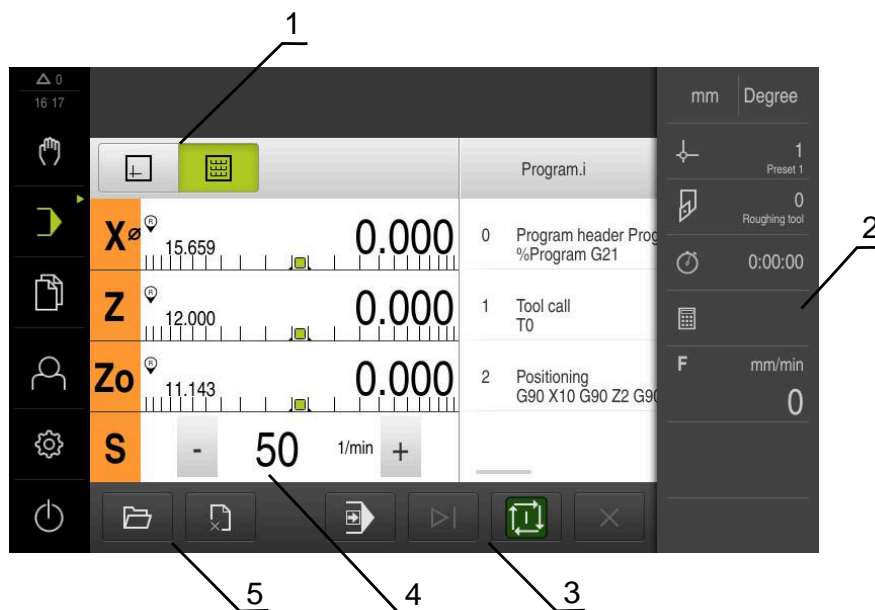 1
0
16 17
mm Degree
Program.i
1
Preset 1
0
Roughing tool
2
0:00:00
X⌀ R 15.659 0.000
0 Program header Prog
%Program G21
Z R 12.000 0.000
1 Tool call
T0
Zo R 11.143 0.000
2 Positioning
G90 X10 G90 Z2 G90
F mm/min
0
S - 50 1/min +
5 4 3